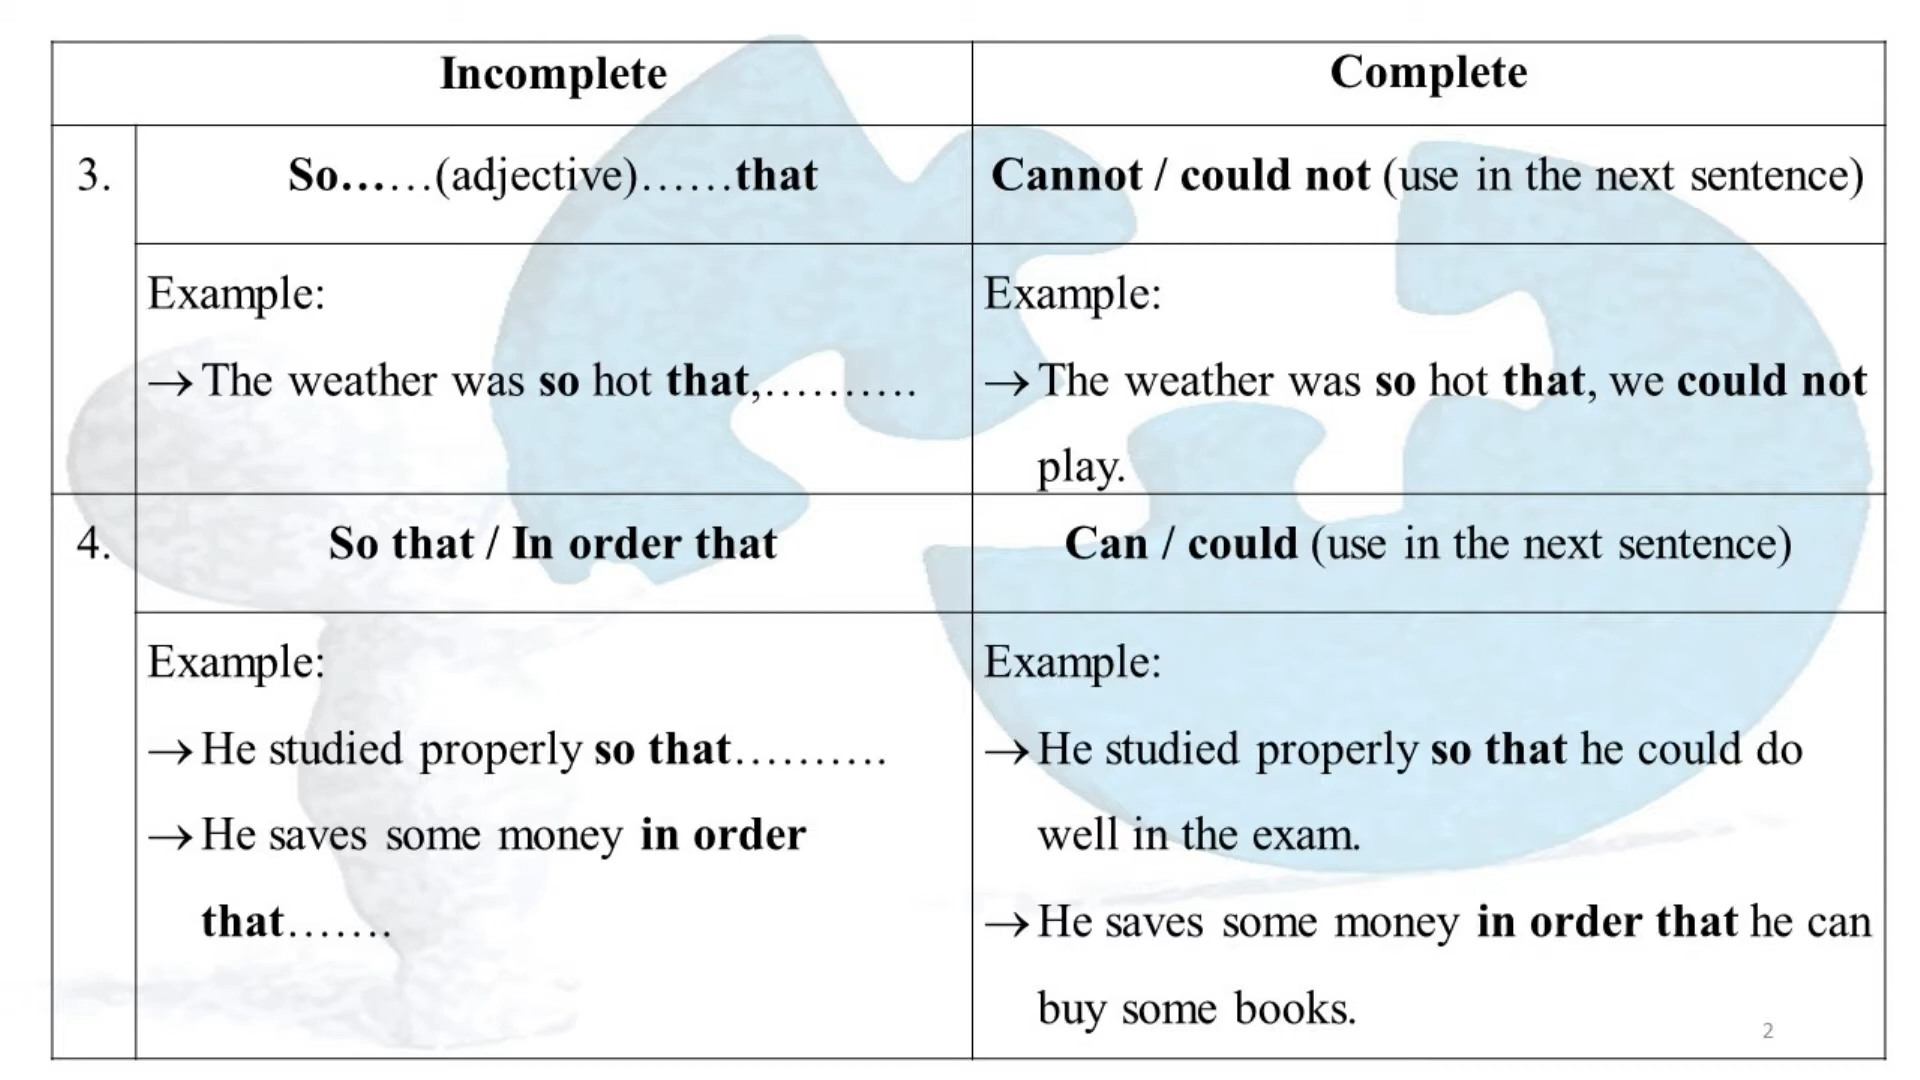 Incomplete
Complete
3.
So……(adjective)……that
Cannot / could not (use in the next sentence)
Example:
→ The weather was so hot that,……….
Example:
→ The weather was so hot that, we could not
play.
4.
So that / In order that
Can / could (use in the next sentence)
Example:
→ He studied properly so that……….
→ He saves some money in order
that…….
Example:
→ He studied properly so that he could do
well in the exam.
→ He saves some money in order that he can
buy some books.
2